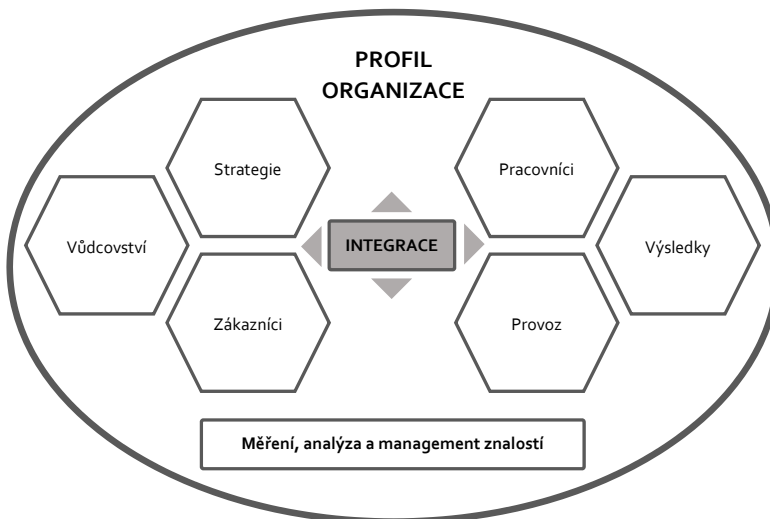 PROFIL
ORGANIZACE
Strategie
Pracovníci
Vůdcovství
INTEGRACE
Výsledky
Zákazníci
Provoz
Měření, analýza a management znalostí